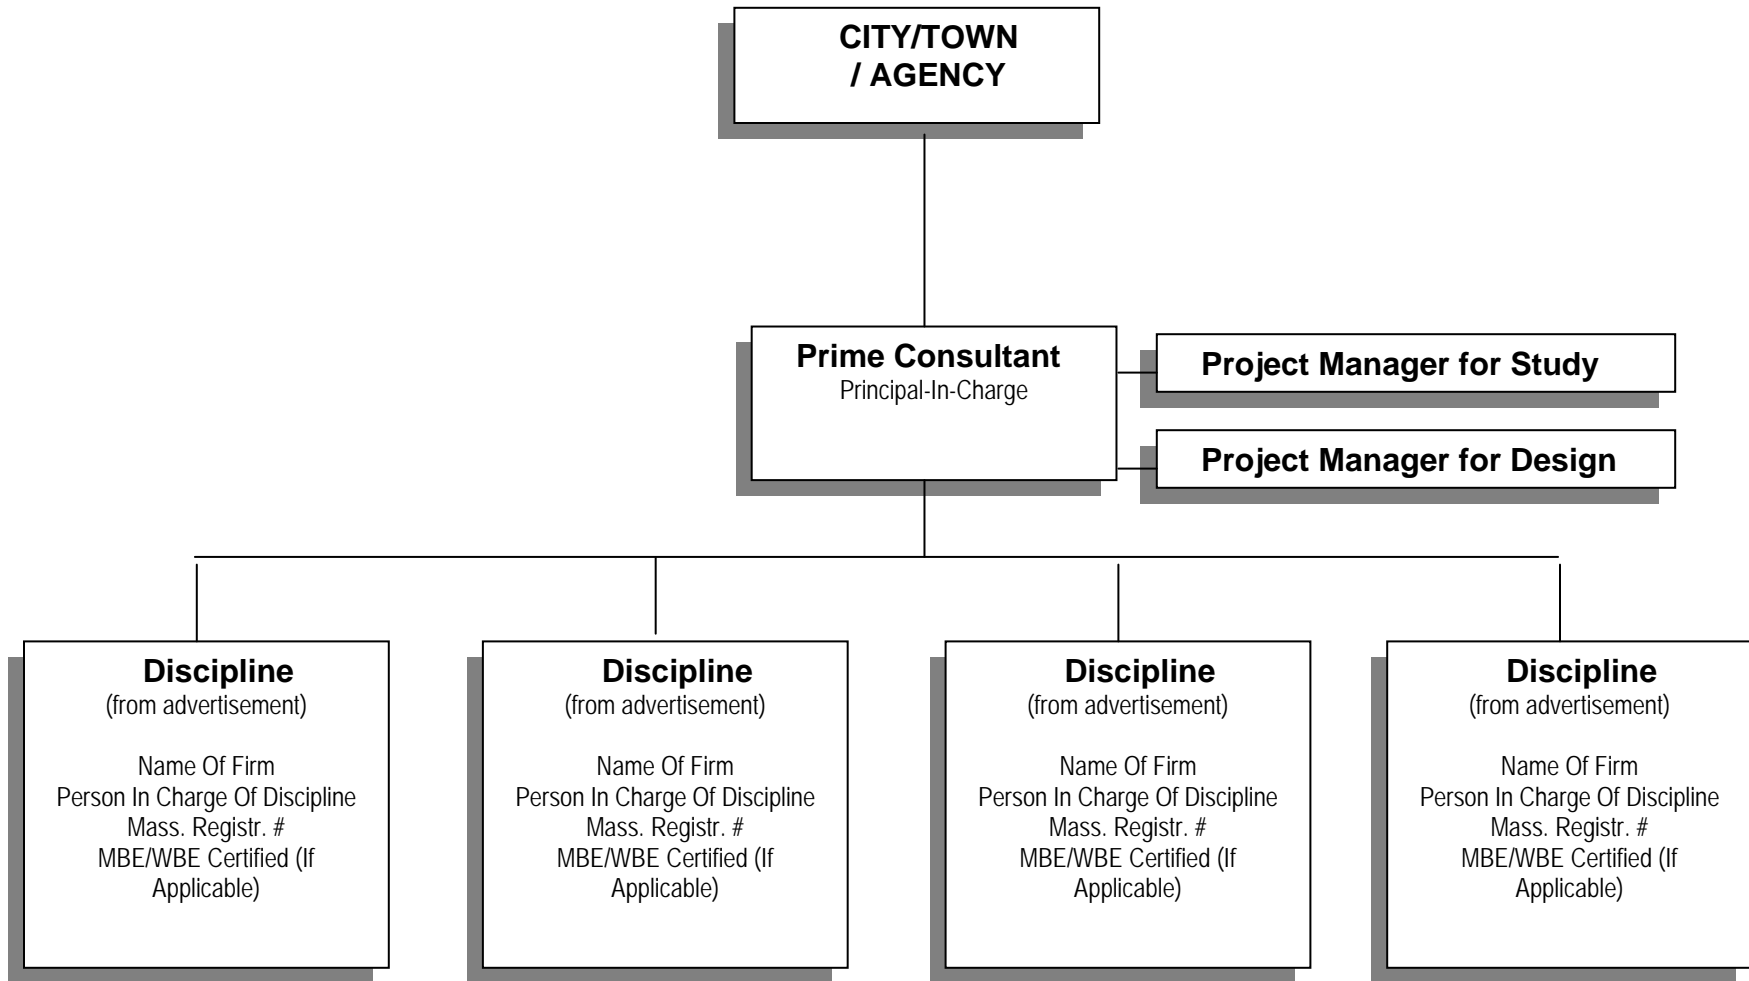 CITY/TOWN
/ AGENCY
Prime Consultant
Principal-In-Charge
Project Manager for Study
Project Manager for Design
Discipline
(from advertisement)
Name Of Firm
Person In Charge Of Discipline
Mass. Registr. #
MBE/WBE Certified (If
Applicable)
Discipline
(from advertisement)
Name Of Firm
Person In Charge Of Discipline
Mass. Registr. #
MBE/WBE Certified (If
Applicable)
Discipline
(from advertisement)
Name Of Firm
Person In Charge Of Discipline
Mass. Registr. #
MBE/WBE Certified (If
Applicable)
Discipline
(from advertisement)
Name Of Firm
Person In Charge Of Discipline
Mass. Registr. #
MBE/WBE Certified (If
Applicable)